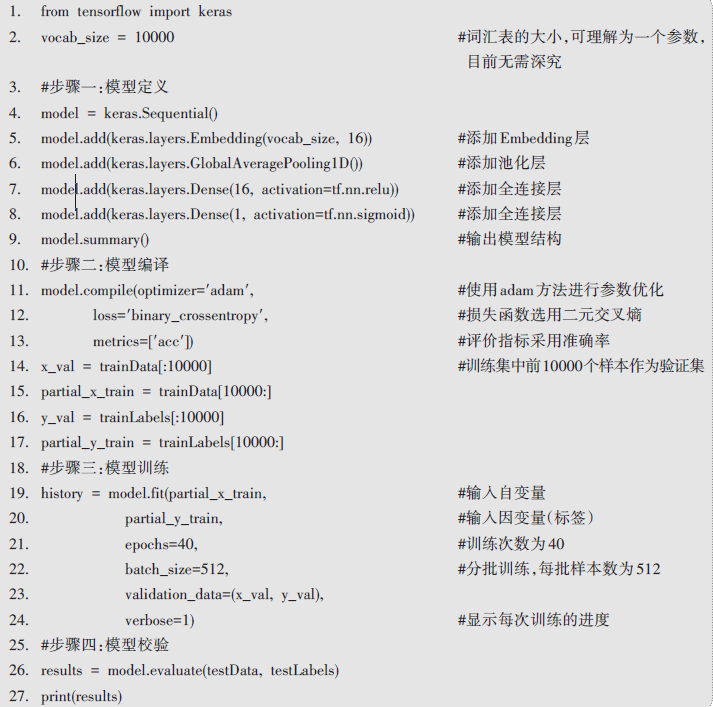 1. from tensorflow import keras
2. vocab_size = 10000 #词汇表的大小,可理解为一个参数,
目前无需深究
3. #步骤一:模型定义
4. model = keras.Sequential()
5. model.add(keras.layers.Embedding(vocab_size, 16)) #添加Embedding层
6. model.add(keras.layers.GlobalAveragePooling1D()) #添加池化层
7. model.add(keras.layers.Dense(16, activation=tf.nn.relu)) #添加全连接层
8. model.add(keras.layers.Dense(1, activation=tf.nn.sigmoid)) #添加全连接层
9. model.summary() #输出模型结构
10. #步骤二:模型编译
11. model.compile(optimizer='adam', #使用adam方法进行参数优化
12. loss='binary_crossentropy', #损失函数选用二元交叉熵
13. metrics=['acc']) #评价指标采用准确率
14. x_val = trainData[:10000] #训练集中前10000个样本作为验证集
15. partial_x_train = trainData[10000:]
16. y_val = trainLabels[:10000]
17. partial_y_train = trainLabels[10000:]
18. #步骤三:模型训练
19. history = model.fit(partial_x_train, #输入自变量
20. partial_y_train, #输入因变量(标签)
21. epochs=40, #训练次数为40
22. batch_size=512, #分批训练,每批样本数为512
23. validation_data=(x_val, y_val),
24. verbose=1) #显示每次训练的进度
25. #步骤四:模型校验
26. results = model.evaluate(testData, testLabels)
27. print(results)